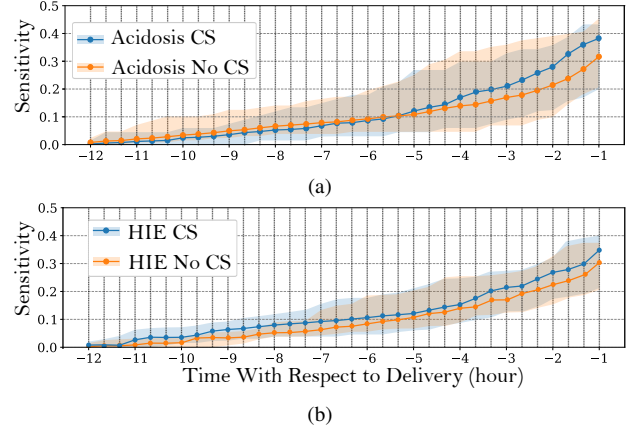 0.5
0.4
0.3
0.2
0.1
0.0
Sensitivity
Acidosis CS
Acidosis No CS
−12 −11 −10 −9 −8 −7 −6 −5 −4 −3 −2 −1
(a)
0.5
0.4
0.3
0.2
0.1
0.0
Sensitivity
HIE CS
HIE No CS
−12 −11 −10 −9 −8 −7 −6 −5 −4 −3 −2 −1
Time With Respect to Delivery (hour)
(b)